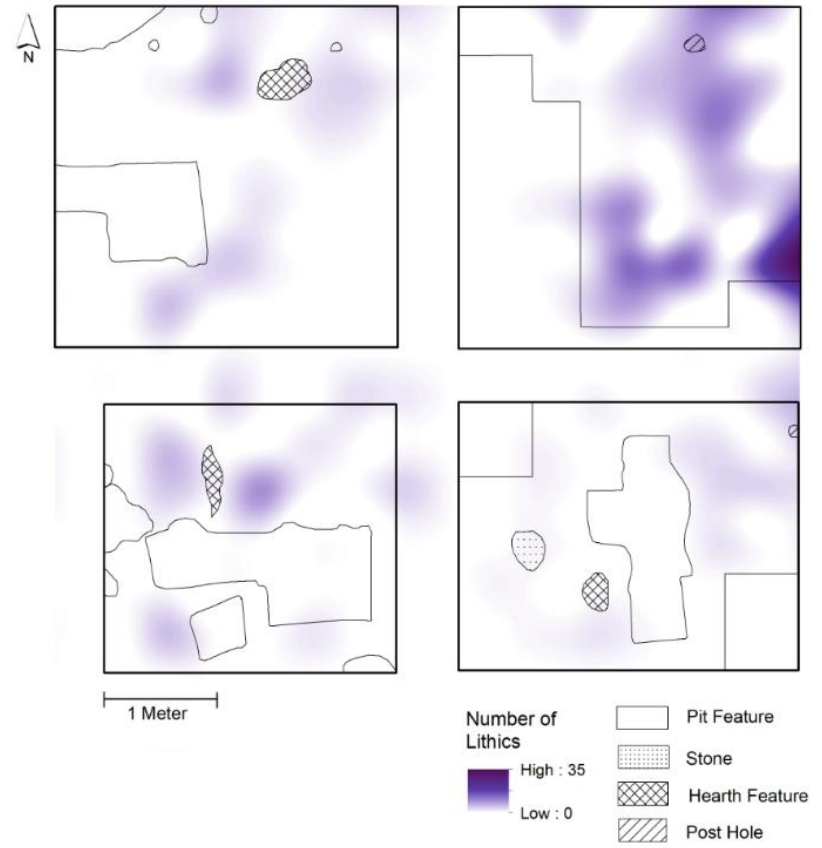 N
1 Meter
Number of
Lithics
High : 35
Low : 0
Pit Feature
Stone
Hearth Feature
Post Hole